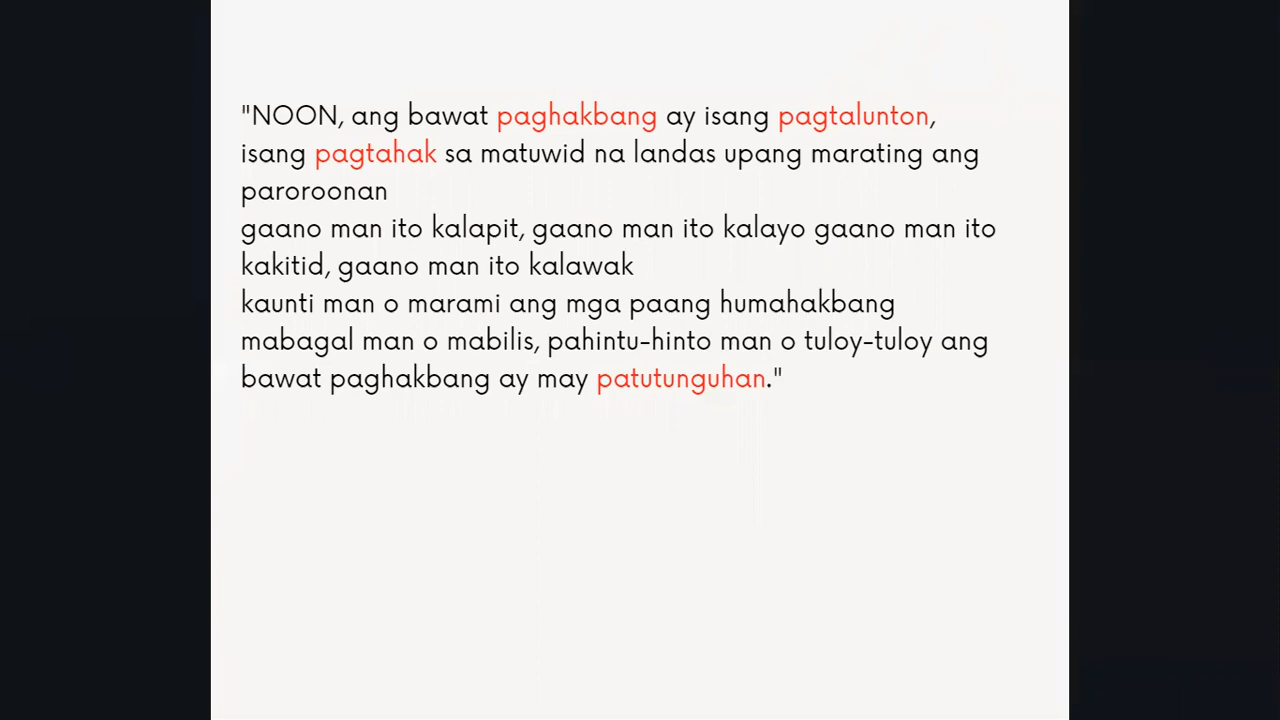 "NOON, ang bawat paghakbang ay isang pagtalunton,
isang pagtahak sa matuwid na landas upang marating ang
paroroonan
gaano man ito kalapit, gaano man ito kalayo gaano man ito
kakitid, gaano man ito kalawak
kaunti man o marami ang mga paang humahakbang
mabagal man o mabilis, pahintu-hinto man o tuloy-tuloy ang
bawat paghakbang ay may patutunguhan."